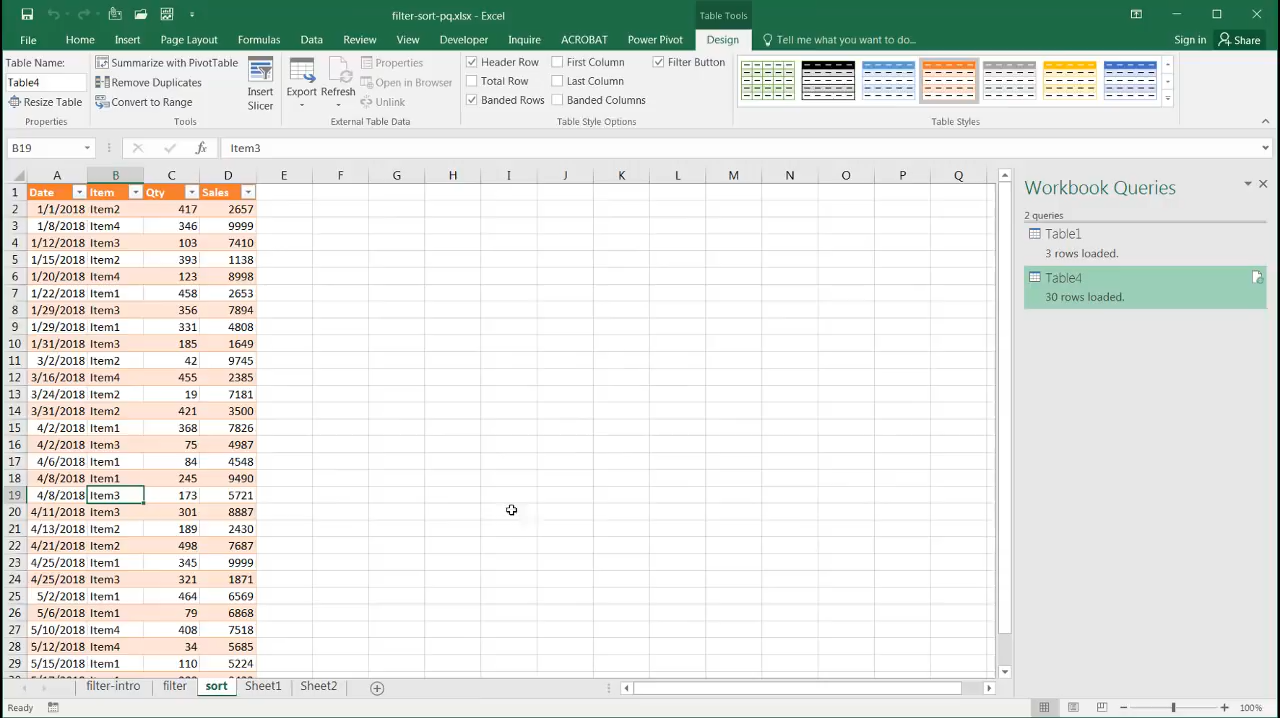 filter-sort-pq.xlsx - Excel
Table Tools
File Home Insert Page Layout Formulas Data Review View Developer Inquire ACROBAT Power Pivot Design Tell me what you want to do... Sign in Share
Table Name:
Table4
Resize Table
Properties
Summarize with PivotTable
Remove Duplicates
Convert to Range
Insert
Slicer
Tools
Export
Refresh
Properties
Open in Browser
Unlink
External Table Data
Header Row First Column Filter Button
Total Row Last Column
Banded Rows Banded Columns
Table Style Options
Table Styles
B19 fx Item3
A B C D E F G H I J K L M N O P Q
1 Date Item Qty Sales
2 1/1/2018 Item2 417 2657
3 1/8/2018 Item4 346 9999
4 1/12/2018 Item3 103 7410
5 1/15/2018 Item2 393 1138
6 1/20/2018 Item4 123 8998
7 1/22/2018 Item1 458 2653
8 1/29/2018 Item3 356 7894
9 1/29/2018 Item1 331 4808
10 1/31/2018 Item3 185 1649
11 3/2/2018 Item2 42 9745
12 3/16/2018 Item4 455 2385
13 3/24/2018 Item2 19 7181
14 3/31/2018 Item2 421 3500
15 4/2/2018 Item1 368 7826
16 4/2/2018 Item3 75 4987
17 4/6/2018 Item1 84 4548
18 4/8/2018 Item1 245 9490
19 4/8/2018 Item3 173 5721
20 4/11/2018 Item3 301 8887
21 4/13/2018 Item2 189 2430
22 4/21/2018 Item2 498 7687
23 4/25/2018 Item1 345 9999
24 4/25/2018 Item3 321 1871
25 5/2/2018 Item1 464 6569
26 5/6/2018 Item1 79 6868
27 5/10/2018 Item4 408 7518
28 5/12/2018 Item4 34 5685
29 5/15/2018 Item1 110 5224
Workbook Queries
2 queries
Table1
3 rows loaded.
Table4
30 rows loaded.
filter-intro filter sort Sheet1 Sheet2
Ready
100%